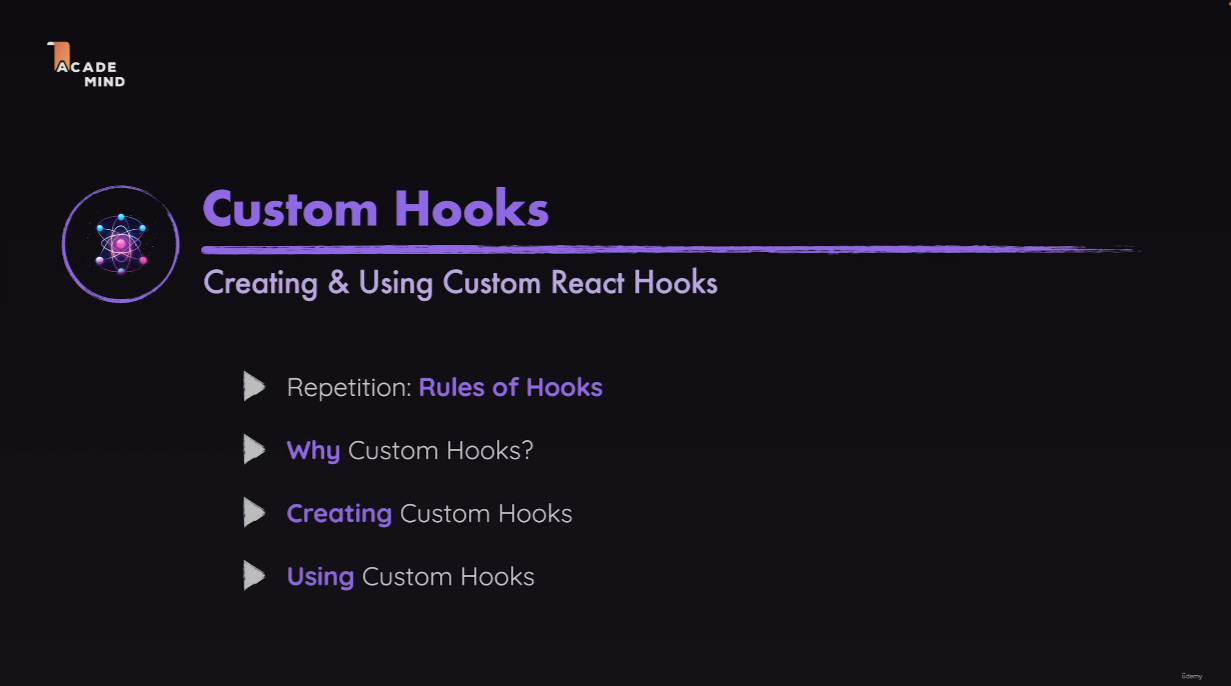 ACADE
MIND
Custom Hooks
Creating & Using Custom React Hooks
Repetition: Rules of Hooks
Why Custom Hooks?
Creating Custom Hooks
Using Custom Hooks
ûdemy